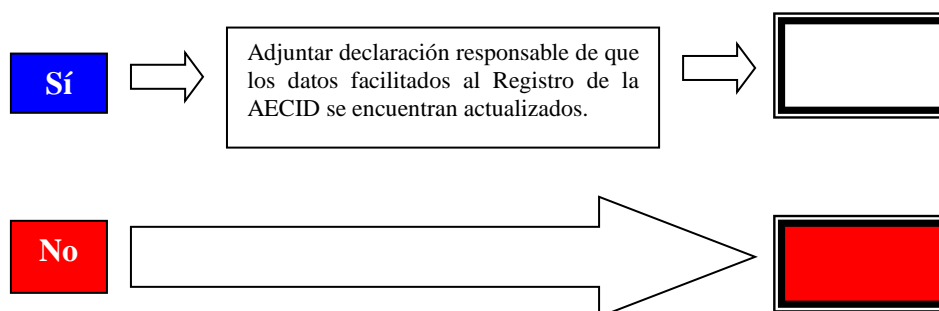 Sí
Adjuntar declaración responsable de que
los datos facilitados al Registro de la
AECID se encuentran actualizados.
No